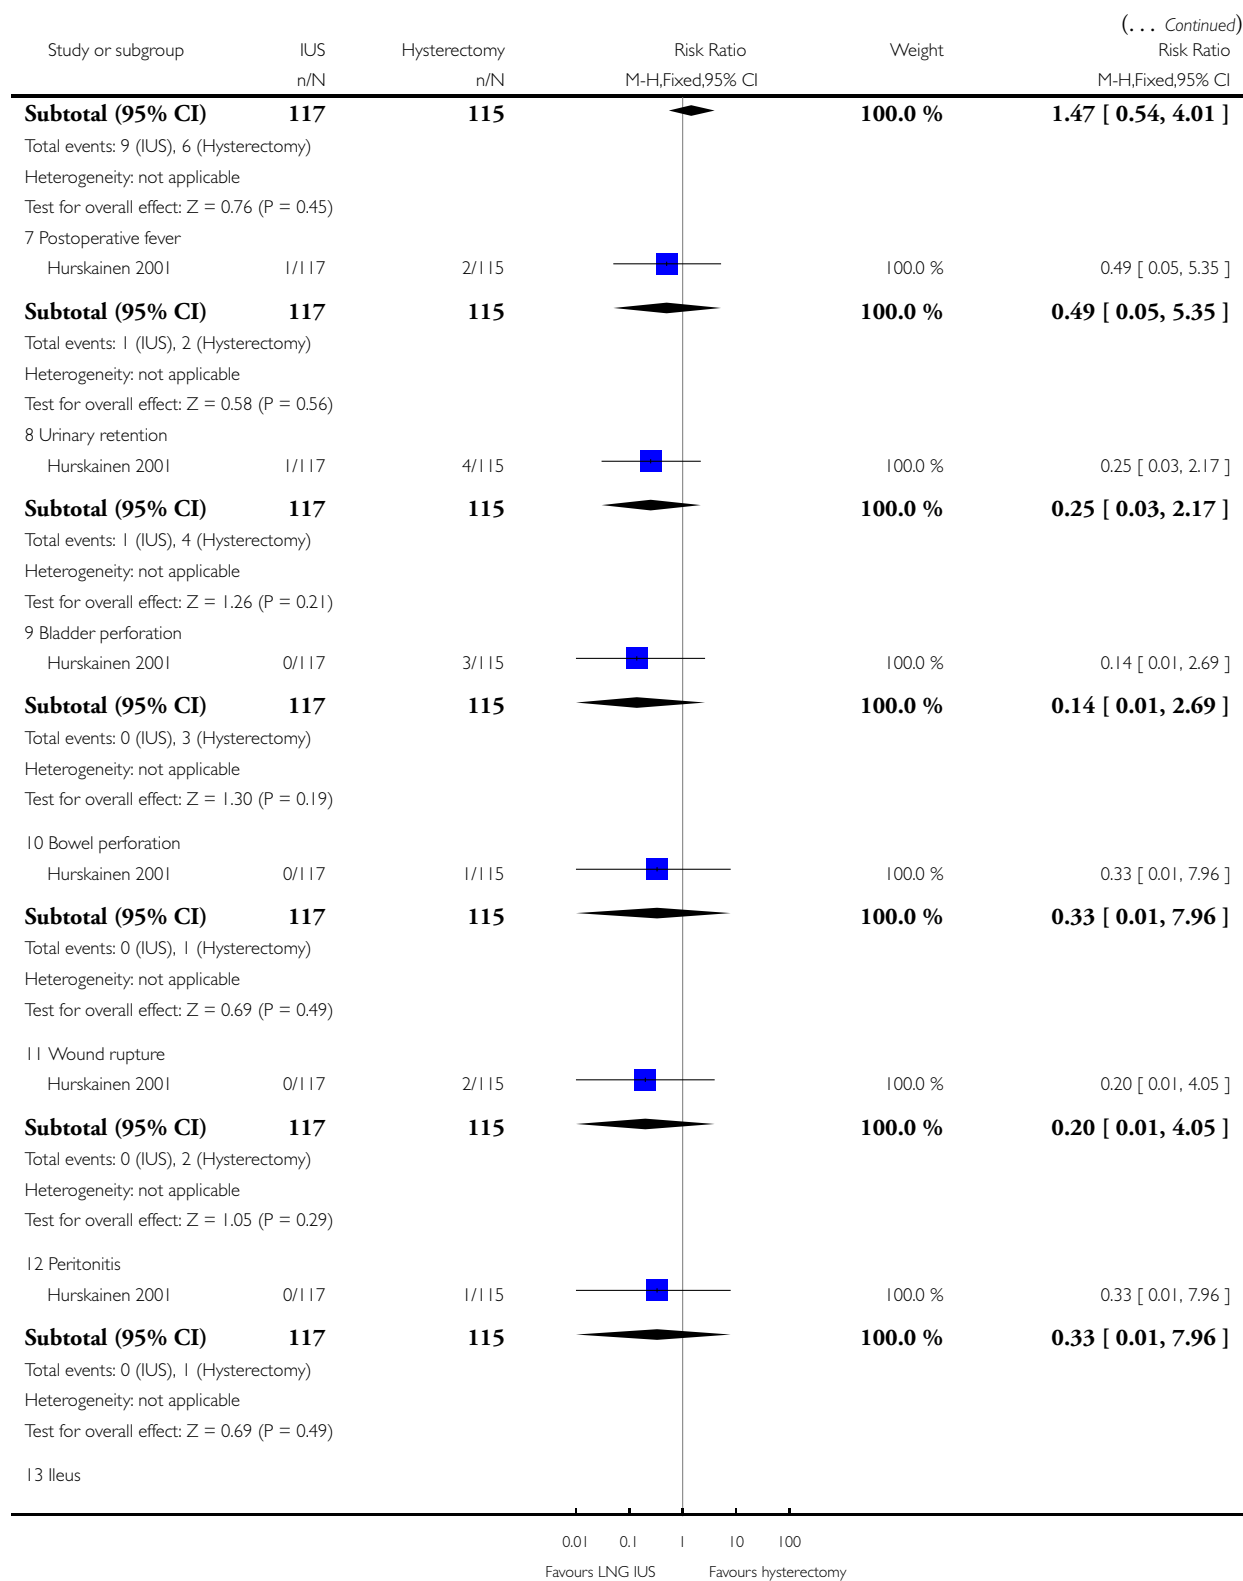 (... Continued)
Study or subgroup IUS Hysterectomy Risk Ratio Weight Risk Ratio
n/N n/N M-H,Fixed,95% CI M-H,Fixed,95% CI
Subtotal (95% CI) 117 115 100.0 % 1.47 [ 0.54, 4.01 ]
Total events: 9 (IUS), 6 (Hysterectomy)
Heterogeneity: not applicable
Test for overall effect: Z = 0.76 (P = 0.45)
7 Postoperative fever
Hurskainen 2001 1/117 2/115 100.0 % 0.49 [ 0.05, 5.35 ]
Subtotal (95% CI) 117 115 100.0 % 0.49 [ 0.05, 5.35 ]
Total events: 1 (IUS), 2 (Hysterectomy)
Heterogeneity: not applicable
Test for overall effect: Z = 0.58 (P = 0.56)
8 Urinary retention
Hurskainen 2001 1/117 4/115 100.0 % 0.25 [ 0.03, 2.17 ]
Subtotal (95% CI) 117 115 100.0 % 0.25 [ 0.03, 2.17 ]
Total events: 1 (IUS), 4 (Hysterectomy)
Heterogeneity: not applicable
Test for overall effect: Z = 1.26 (P = 0.21)
9 Bladder perforation
Hurskainen 2001 0/117 3/115 100.0 % 0.14 [ 0.01, 2.69 ]
Subtotal (95% CI) 117 115 100.0 % 0.14 [ 0.01, 2.69 ]
Total events: 0 (IUS), 3 (Hysterectomy)
Heterogeneity: not applicable
Test for overall effect: Z = 1.30 (P = 0.19)
10 Bowel perforation
Hurskainen 2001 0/117 1/115 100.0 % 0.33 [ 0.01, 7.96 ]
Subtotal (95% CI) 117 115 100.0 % 0.33 [ 0.01, 7.96 ]
Total events: 0 (IUS), 1 (Hysterectomy)
Heterogeneity: not applicable
Test for overall effect: Z = 0.69 (P = 0.49)
11 Wound rupture
Hurskainen 2001 0/117 2/115 100.0 % 0.20 [ 0.01, 4.05 ]
Subtotal (95% CI) 117 115 100.0 % 0.20 [ 0.01, 4.05 ]
Total events: 0 (IUS), 2 (Hysterectomy)
Heterogeneity: not applicable
Test for overall effect: Z = 1.05 (P = 0.29)
12 Peritonitis
Hurskainen 2001 0/117 1/115 100.0 % 0.33 [ 0.01, 7.96 ]
Subtotal (95% CI) 117 115 100.0 % 0.33 [ 0.01, 7.96 ]
Total events: 0 (IUS), 1 (Hysterectomy)
Heterogeneity: not applicable
Test for overall effect: Z = 0.69 (P = 0.49)
13 Ileus
0.01 0.1 1 10 100
Favours LNG IUS Favours hysterectomy